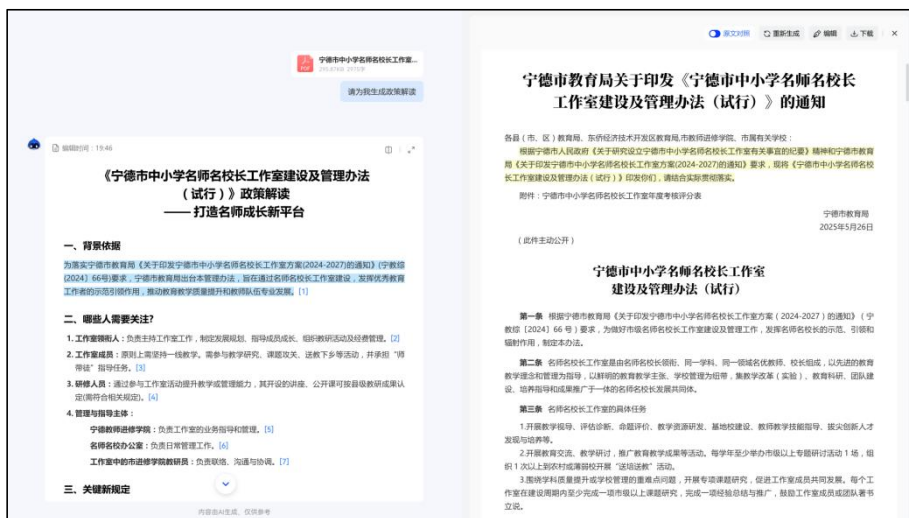 宁德市中小学名师名校长工作室...
请为我生成政策解读
编辑时间：19:46
《宁德市中小学名师名校长工作室建设及管理办法
（试行）》政策解读
—— 打造名师成长新平台
一、背景依据
为落实宁德市教育局《关于印发宁德市中小学名师名校长工作室方案(2024-2027)的通知》(宁教综
(2024〕66号)要求，宁德市教育局出台本管理办法，旨在通过名师名校长工作室建设，发挥优秀教育
工作者的示范引领作用，推动教育教学质量提升和教师队伍专业发展。[1]
二、哪些人需要关注?
1. 工作室领衔人：负责主持工作室工作，制定发展规划、指导成员成长、组织教研活动及经费管理。[2]
2. 工作室成员：原则上需坚持一线教学，需参与教学研究、课题攻关、送教下乡等活动，并承担“师
带徒”指导任务。[3]
3. 研修人员：通过参与工作室活动提升教学或管理能力，其开设的讲座、公开课可按县级教研成果认
定(需符合相关规定)。[4]
4. 管理与指导主体：
宁德教师进修学院：负责工作室的业务指导和管理。[5]
名师名校办公室：负责日常管理工作。[6]
工作室中的市进修学院教研员：负责联络、沟通与协调。[7]
三、关键新规定
内容由AI生成，仅供参考
原文对照 重新生成 编辑 下载
宁德市教育局关于印发《宁德市中小学名师名校长
工作室建设及管理办法（试行）》的通知
各县（市、区）教育局、东侨经济技术开发区教育局,市教师进修学院、市属有关学校：
根据宁德市人民政府《关于研究设立宁德市中小学名师名校长工作室有关事宜的纪要》精神和宁德市教育
局《关于印发宁德市中小学名师名校长工作室方案(2024-2027)的通知》要求，现将《宁德市中小学名师名校
长工作室建设及管理办法（试行）》印发你们，请结合实际贯彻落实。
附件：宁德市中小学名师名校长工作室年度考核评分表
宁德市教育局
2025年5月26日
（此件主动公开）
宁德市中小学名师名校长工作室
建设及管理办法（试行）
第一条 根据宁德市教育局《关于印发宁德市中小学名师名校长工作室方案（2024-2027）的通知》（宁
教综〔2024〕66 号）要求，为做好市级名师名校长工作室建设及管理工作，发挥名师名校长的示范、引领和
辐射作用，制定本办法。
第二条 名师名校长工作室是由名师名校长领衔、同一学科、同一领域名优教师、校长组成，以先进的教育
教学理念和管理为指导，以鲜明的教育教学主张、学校管理为纽带，集教学改革（实验）、教育科研、团队建
设、培养指导和成果推广于一体的名师名校长发展共同体。
第三条 名师名校长工作室的具体任务
1.开展教学视导、评估诊断、命题评价、教学资源研发、基地校建设、教师教学技能指导、拔尖创新人才
发现与培养等。
2.开展教育交流、教学研讨，推广教育教学成果等活动。每学年至少举办市级以上专题研讨活动 1 场，组
织 1 次以上到农村或薄弱校开展“送培送教”活动。
3.围绕学科质量提升或学校管理的重难点问题，开展专项课题研究，促进工作室成员共同发展。每个工
作室在建设周期内至少完成一项市级以上课题研究，完成一项经验总结与推广，鼓励工作室成员或团队著书
立说。